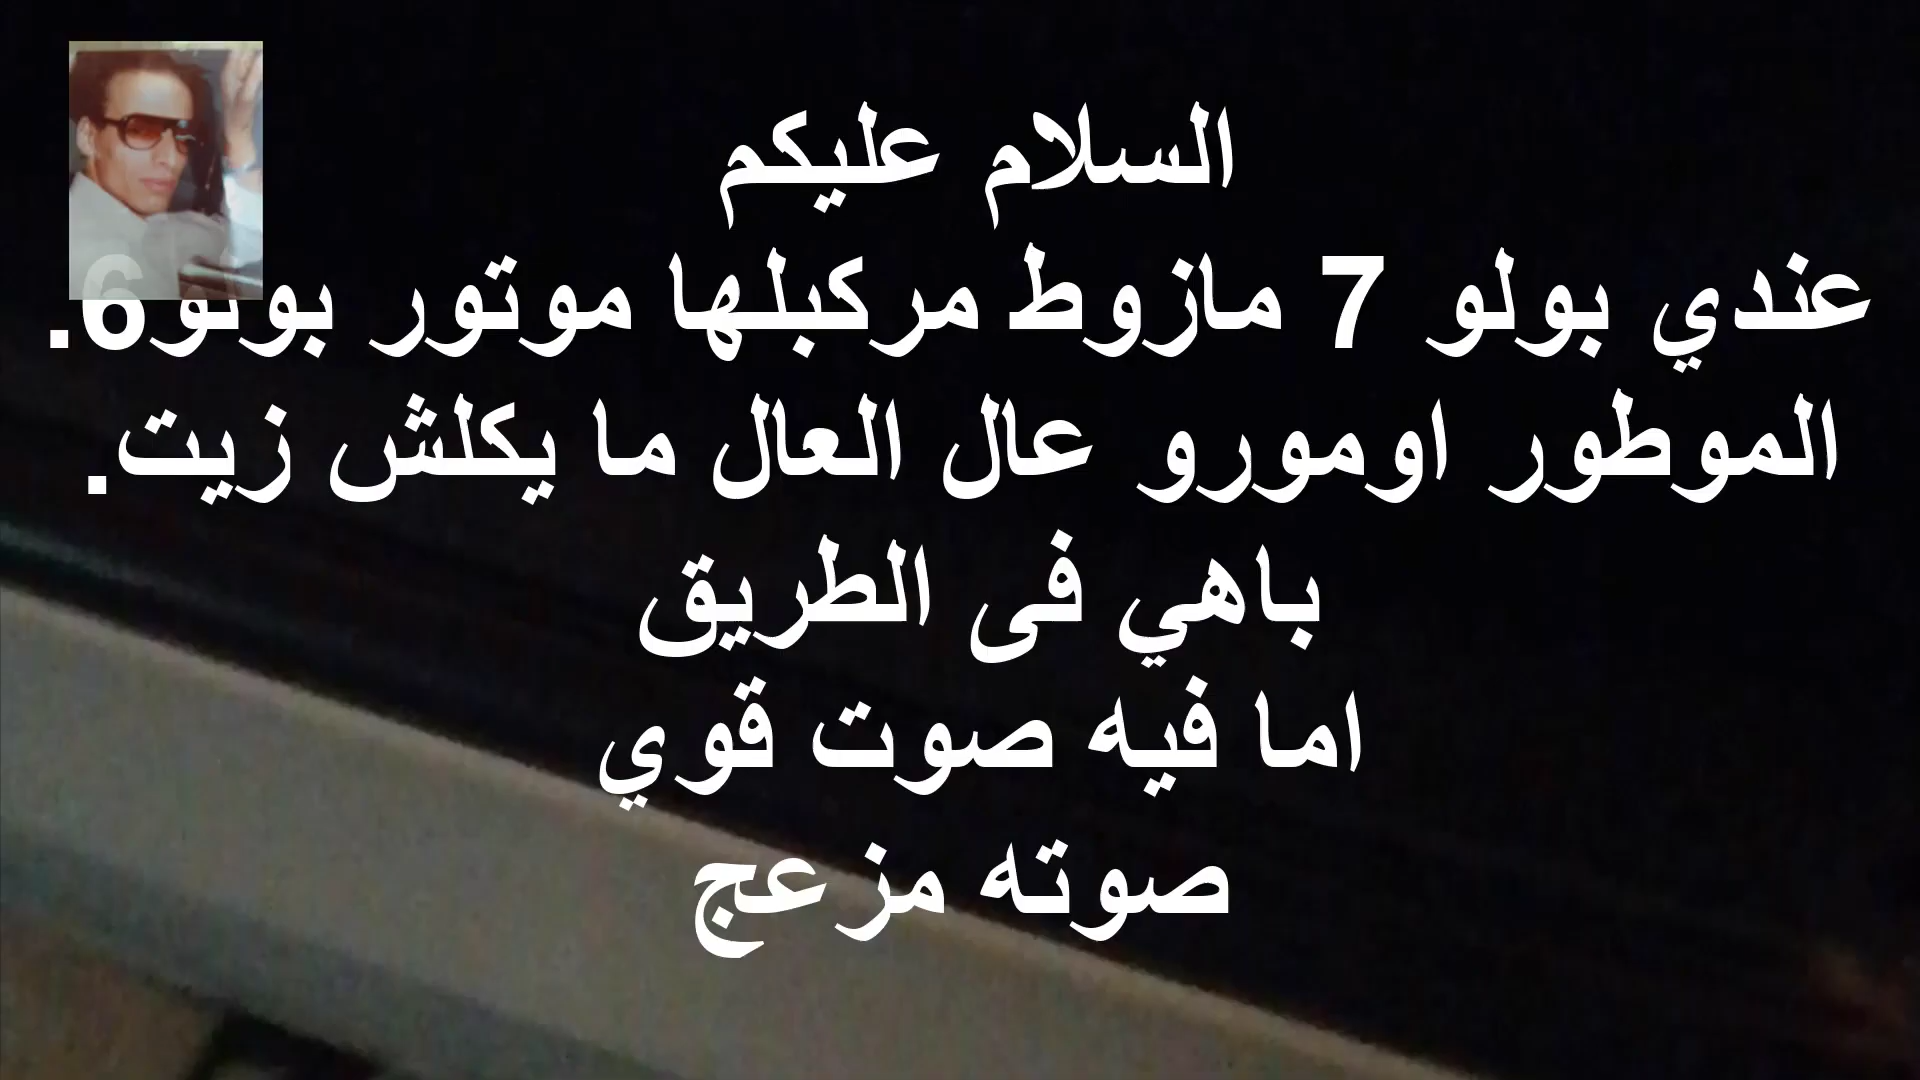 السلام عليكم
عندي بولو 7 مازوط مركبلها موتور بولو6.
الموطور اومورو عال العال ما يكلش زيت.
باهي فى الطريق
اما فيه صوت قوي
صوته مزعج